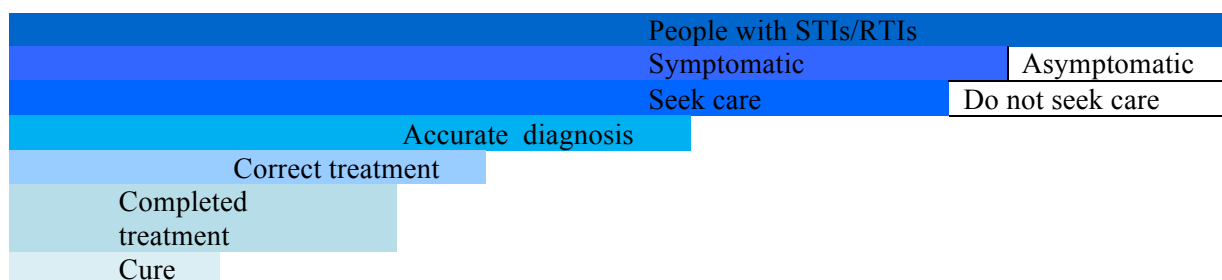 People with STIs/RTIs
Symptomatic Asymptomatic
Seek care Do not seek care
Accurate diagnosis
Correct treatment
Completed
treatment
Cure